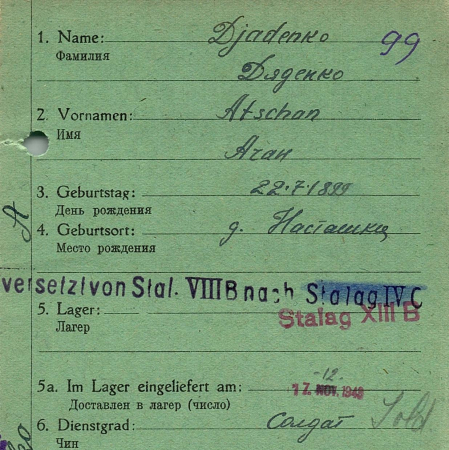 1. Name: Djadenko 99
Фамилия Дяденко
2. Vornamen: Atschan
Имя Ачан
3. Geburtstag: 22.7.1899
День рождения
4. Geburtsort: д. Насташки
Место рождения
A
versetzt von Stal. VIII B nach Stalag IV C
5. Lager: Stalag XIII B
Лагерь
-12.
5a. Im Lager eingeliefert am: 17. NOV. 1942
Доставлен в лагерь (число)
6. Dienstgrad: Солдат Sold
Чин